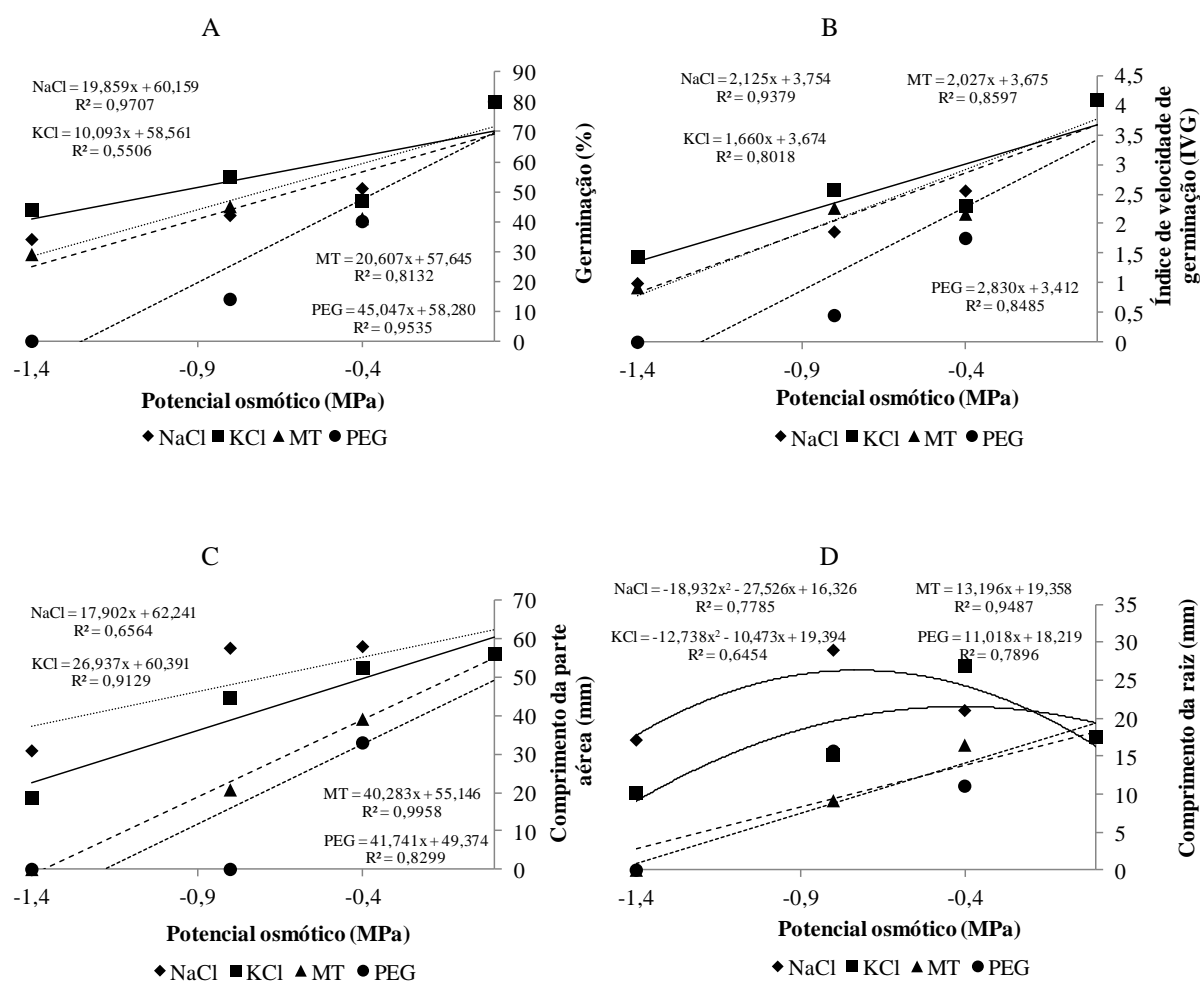 A
NaCl = 19,859x + 60,159
R² = 0,9707
KCl = 10,093x + 58,561
R² = 0,5506
MT = 20,607x + 57,645
R² = 0,8132
PEG = 45,047x + 58,280
R² = 0,9535
90
80
70
60
50
40
30
20
10
0
Germinação (%)
-1,4
-0,9
-0,4
Potencial osmótico (MPa)
NaCl KCl MT PEG
B
NaCl = 2,125x + 3,754
R² = 0,9379
MT = 2,027x + 3,675
R² = 0,8597
KCl = 1,660x + 3,674
R² = 0,8018
PEG = 2,830x + 3,412
R² = 0,8485
4,5
4
3,5
3
2,5
2
1,5
1
0,5
0
Índice de velocidade de
germinação (IVG)
-1,4
-0,9
-0,4
Potencial osmótico (MPa)
NaCl KCl MT PEG
C
NaCl = 17,902x + 62,241
R² = 0,6564
KCl = 26,937x + 60,391
R² = 0,9129
MT = 40,283x + 55,146
R² = 0,9958
PEG = 41,741x + 49,374
R² = 0,8299
70
60
50
40
30
20
10
0
Comprimento da parte
aérea (mm)
-1,4
-0,9
-0,4
Potencial osmótico (MPa)
NaCl KCl MT PEG
D
NaCl = -18,932x² - 27,526x + 16,326
R² = 0,7785
MT = 13,196x + 19,358
R² = 0,9487
KCl = -12,738x² - 10,473x + 19,394
R² = 0,6454
PEG = 11,018x + 18,219
R² = 0,7896
35
30
25
20
15
10
5
0
Comprimento da raiz (mm)
-1,4
-0,9
-0,4
Potencial osmótico (MPa)
NaCl KCl MT PEG